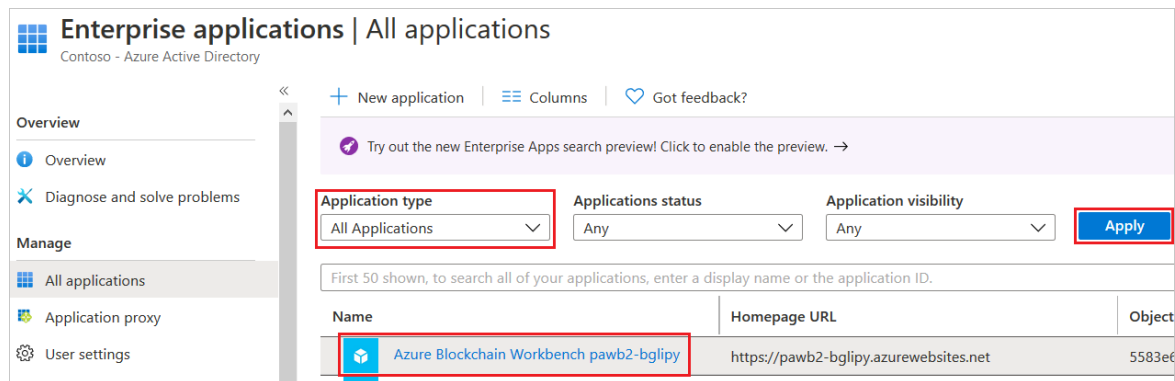 Enterprise applications | All applications
Contoso - Azure Active Directory
«
Overview
Overview
Diagnose and solve problems
Manage
All applications
Application proxy
User settings
New application
Columns
Got feedback?
Try out the new Enterprise Apps search preview! Click to enable the preview. →
Application type
All Applications
Applications status
Any
Application visibility
Any
Apply
First 50 shown, to search all of your applications, enter a display name or the application ID.
Name Homepage URL Object
Azure Blockchain Workbench pawb2-bglipy https://pawb2-bglipy.azurewebsites.net 5583e6